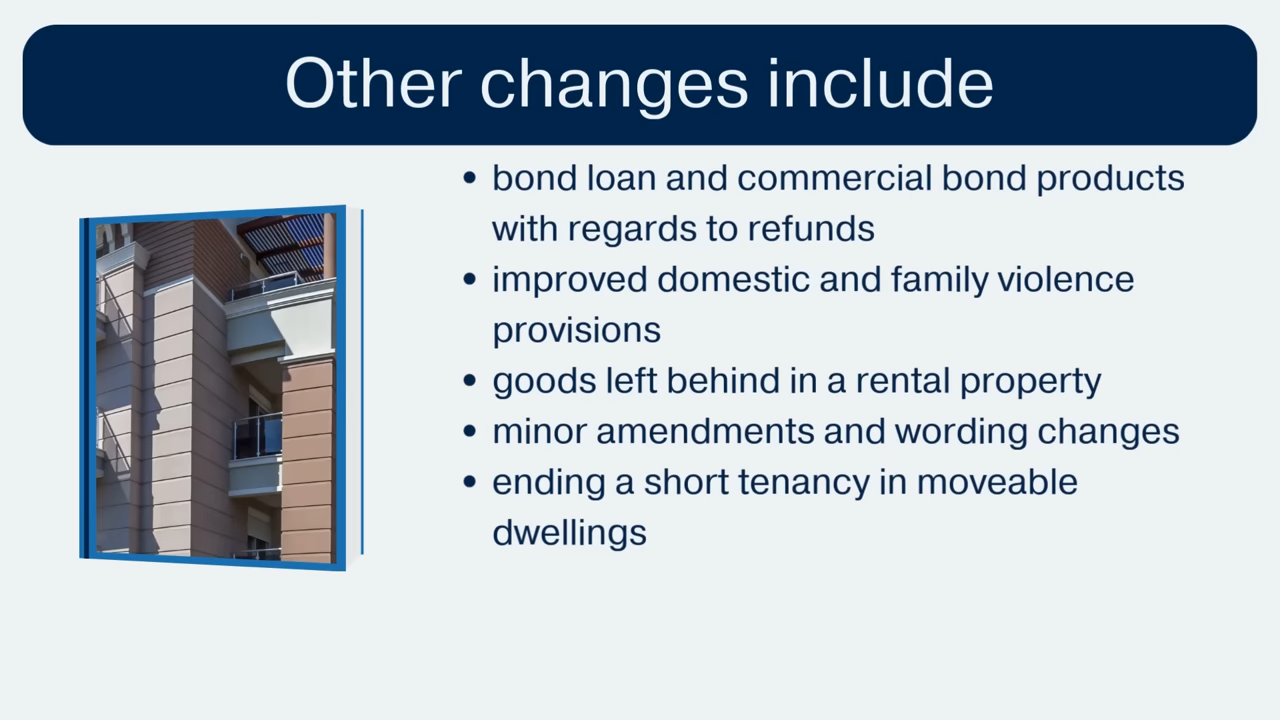 Other changes include
• bond loan and commercial bond products
with regards to refunds
• improved domestic and family violence
provisions
• goods left behind in a rental property
• minor amendments and wording changes
• ending a short tenancy in moveable
dwellings